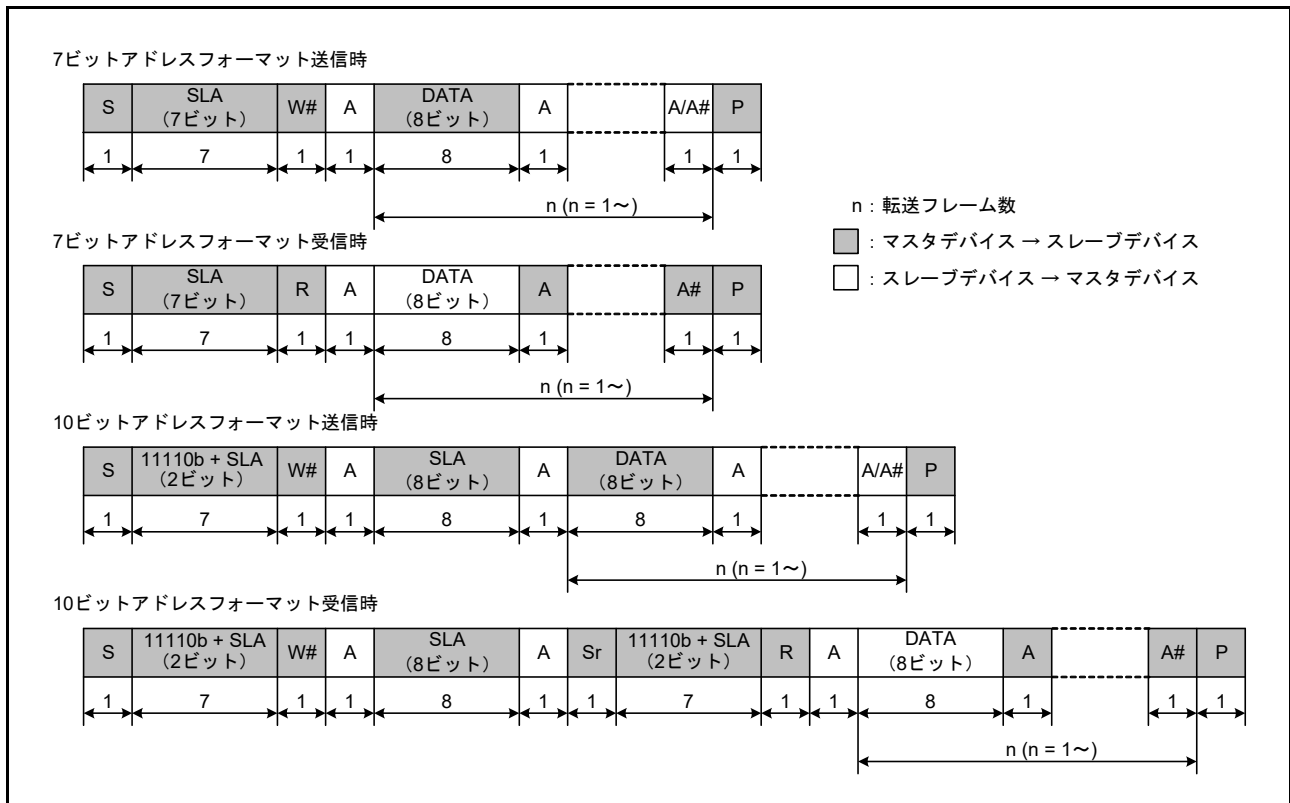 7ビットアドレスフォーマット送信時
S SLA (7ビット) W# A DATA (8ビット) A A/A# P
1 7 1 1 8 1 1 1
n (n = 1～)
n：転送フレーム数
：マスタデバイス → スレーブデバイス
：スレーブデバイス → マスタデバイス
7ビットアドレスフォーマット受信時
S SLA (7ビット) R A DATA (8ビット) A A# P
1 7 1 1 8 1 1 1
n (n = 1～)
10ビットアドレスフォーマット送信時
S 11110b + SLA (2ビット) W# A SLA (8ビット) A DATA (8ビット) A A/A# P
1 7 1 1 8 1 8 1 1 1
n (n = 1～)
10ビットアドレスフォーマット受信時
S 11110b + SLA (2ビット) W# A SLA (8ビット) A Sr 11110b + SLA (2ビット) R A DATA (8ビット) A A# P
1 7 1 1 8 1 1 7 1 1 8 1 1 1
n (n = 1～)